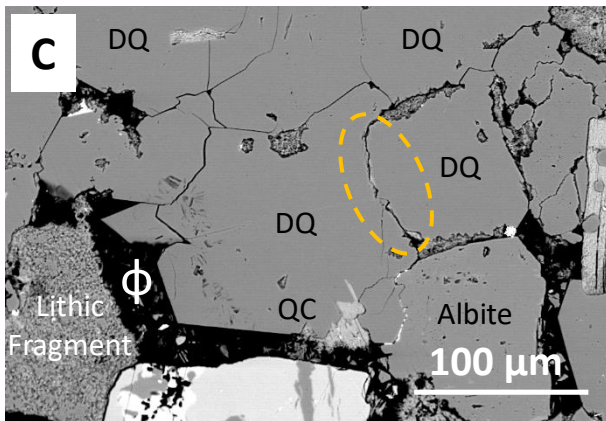 C
DQ
DQ
DQ
DQ
ϕ
QC
Lithic
Fragment
Albite
100 µm